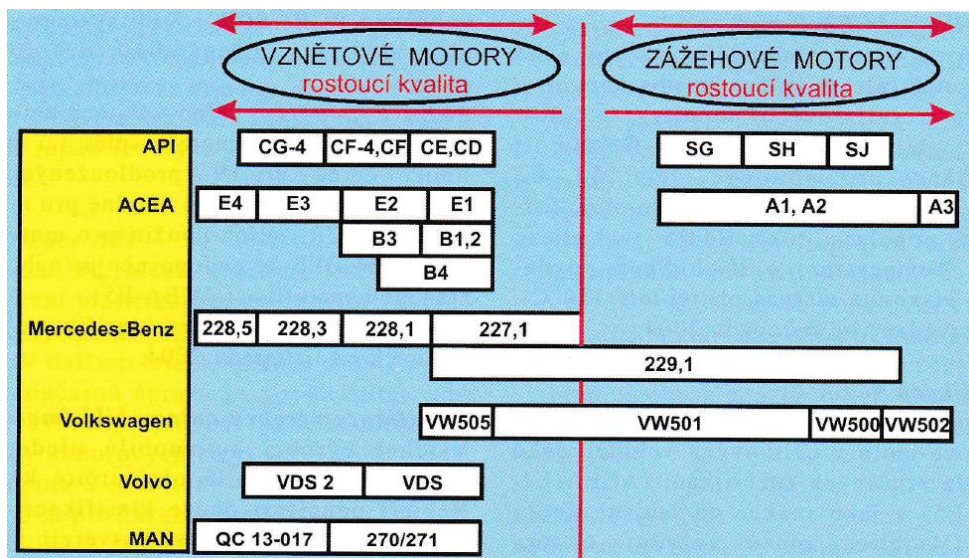 VZNĚTOVÉ MOTORY ZÁŽEHOVÉ MOTORY
rostoucí kvalita rostoucí kvalita
API CG-4 CF-4,CF CE,CD SG SH SJ
ACEA E4 E3 E2 E1 A1, A2 A3
B3 B1,2
B4
Mercedes-Benz 228,5 228,3 228,1 227,1
229,1
Volkswagen VW505 VW501 VW500 VW502
Volvo VDS 2 VDS
MAN QC 13-017 270/271